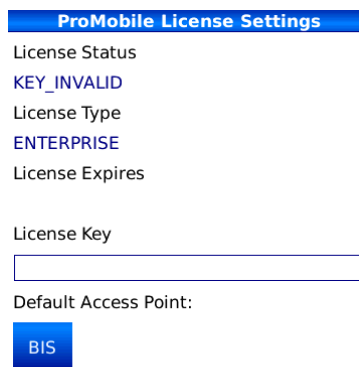 ProMobile License Settings
License Status
KEY_INVALID
License Type
ENTERPRISE
License Expires
License Key
Default Access Point:
BIS